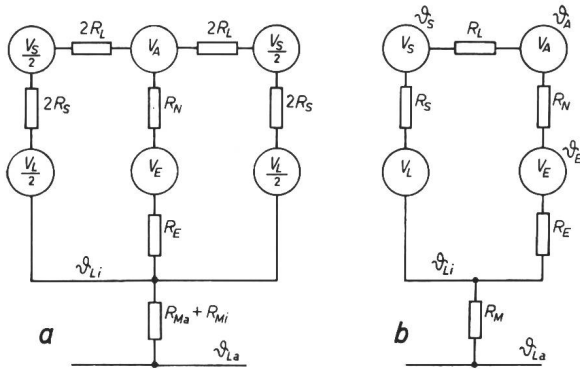 2R_L 2R_L ϑ_S ϑ_A
V_S/2 V_A V_S/2 V_S R_L V_A
2R_S R_N 2R_S R_S R_N
V_L/2 V_E V_L/2 V_L V_E ϑ_E
R_E R_E
ϑ_Li ϑ_Li
R_Ma + R_Mi R_M
a ϑ_La b ϑ_La